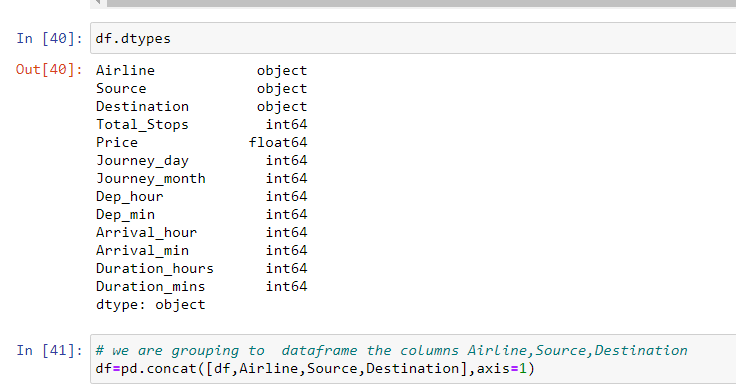 In [40]: df.dtypes
Out[40]: Airline object
Source object
Destination object
Total_Stops int64
Price float64
Journey_day int64
Journey_month int64
Dep_hour int64
Dep_min int64
Arrival_hour int64
Arrival_min int64
Duration_hours int64
Duration_mins int64
dtype: object
In [41]: # we are grouping to  dataframe the columns Airline,Source,Destination
df=pd.concat([df,Airline,Source,Destination],axis=1)